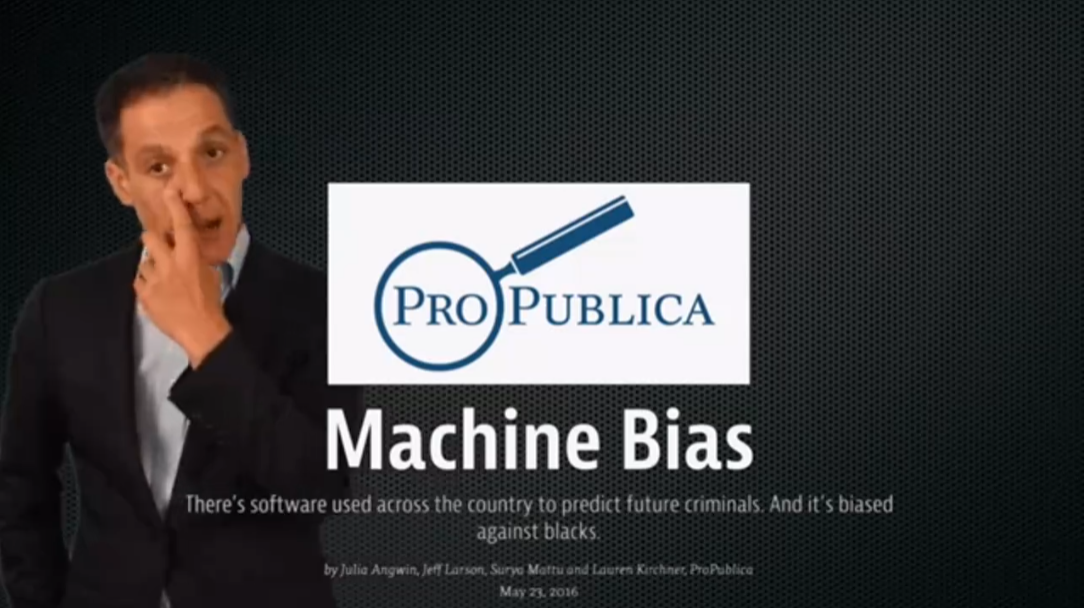 PROPUBLICA
Machine Bias
There's software used across the country to predict future criminals. And it's biased
against blacks.
by Julia Angwin, Jeff Larson, Surya Mattu and Lauren Kirchner, ProPublica
May 23, 2016